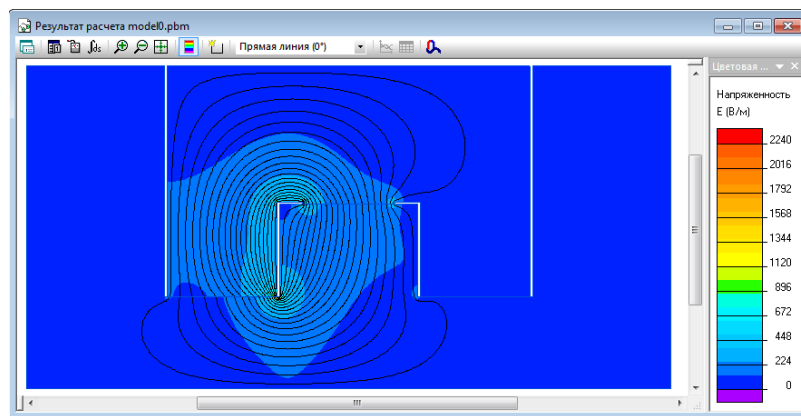 Результат расчета model0.pbm
Прямая линия (0°)
Цветовая ...
Напряженность
E (В/м)
2240
2016
1792
1568
1344
1120
896
672
448
224
0